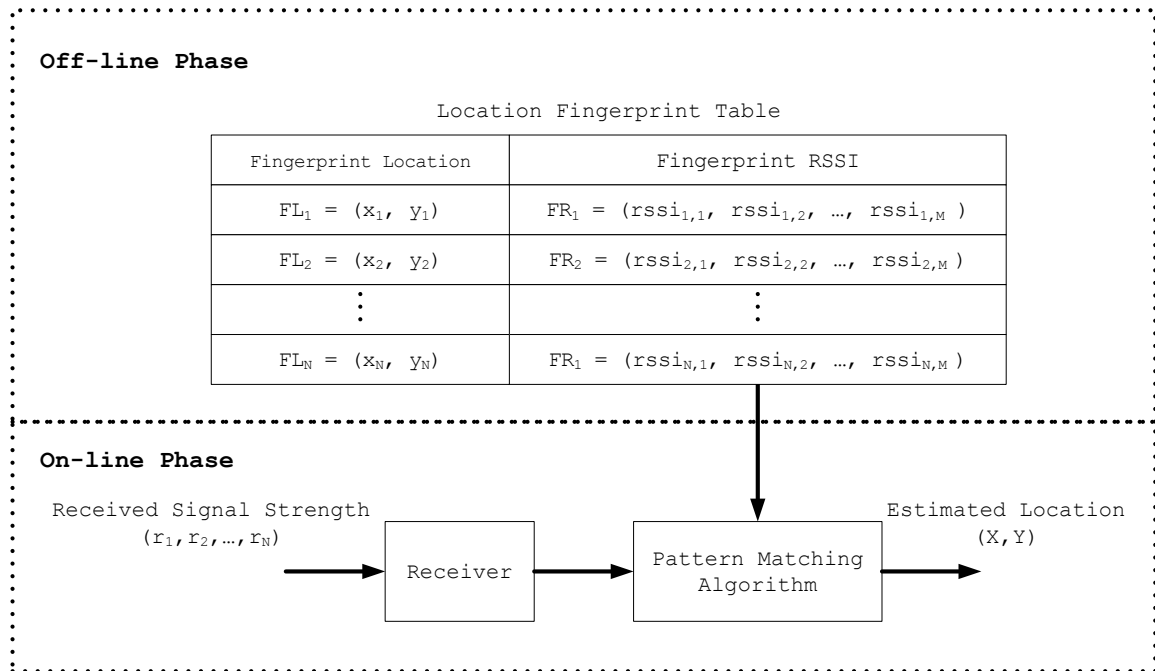 Off-line Phase
Location Fingerprint Table
Fingerprint Location Fingerprint RSSI
FL₁ = (x₁, y₁) FR₁ = (rssi₁,₁, rssi₁,₂, …, rssi₁,M )
FL₂ = (x₂, y₂) FR₂ = (rssi₂,₁, rssi₂,₂, …, rssi₂,M )
⋮ ⋮
FLN = (xN, yN) FR₁ = (rssiN,₁, rssiN,₂, …, rssiN,M )
On-line Phase
Received Signal Strength
(r₁,r₂,…,rN)
Receiver
Pattern Matching
Algorithm
Estimated Location
(X,Y)